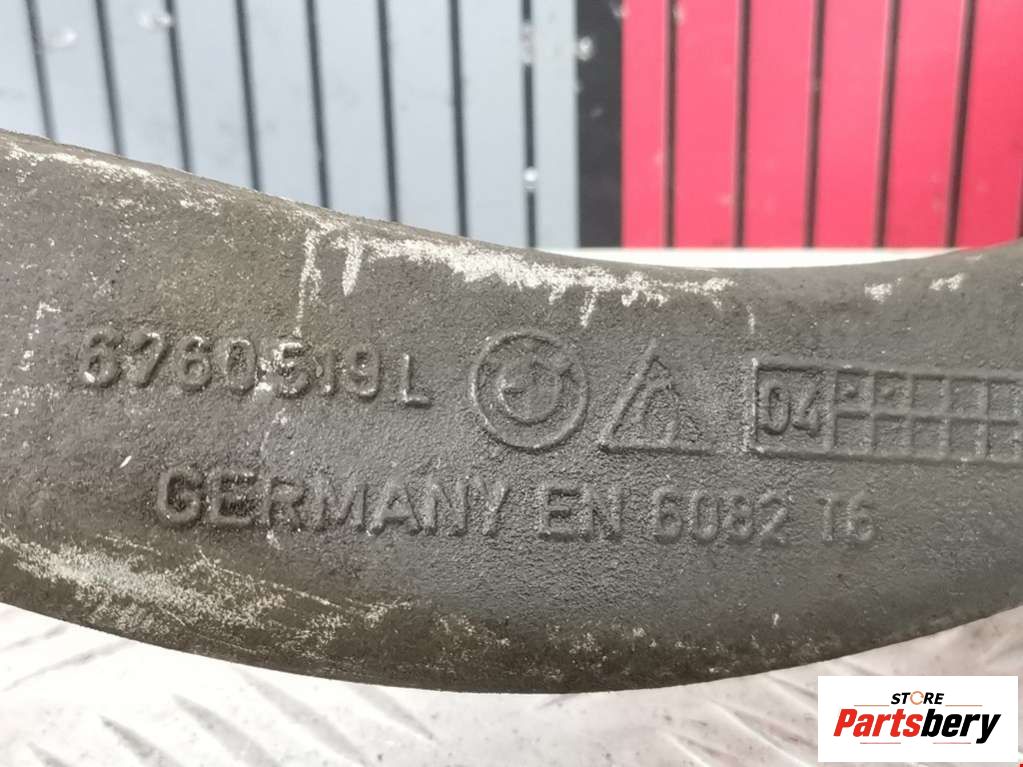 6760519L
04
GERMANY EN 6082 T6
STORE
Partsbery